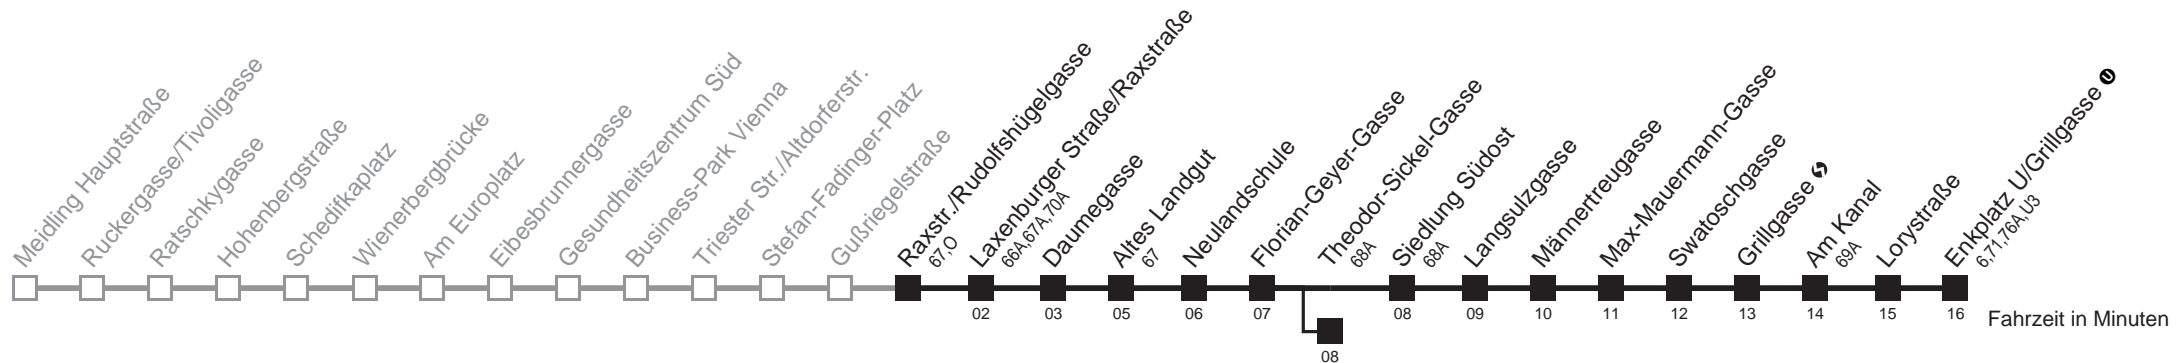 Meidling Hauptstraße
Ruckergasse/Tivoligasse
Ratschkygasse
Hohenbergstraße
Schedifkaplatz
Wienerbergbrücke
Am Europlatz
Eibesbrunnergasse
Gesundheitszentrum Süd
Business-Park Vienna
Triester Str./Altdorferstr.
Stefan-Fadinger-Platz
Gußriegelstraße
Raxstr./Rudolfshügelgasse
67,O
Laxenburger Straße/Raxstraße
66A,67A,70A
02
Daumegasse
03
Altes Landgut
67
05
Neulandschule
06
Florian-Geyer-Gasse
07
Theodor-Sickel-Gasse
68A
08
Siedlung Südost
68A
08
Langsulzgasse
09
Männertreugasse
10
Max-Mauermann-Gasse
11
Swatoschgasse
12
Grillgasse
13
Am Kanal
69A
14
Lorystraße
15
Enkplatz U/Grillgasse U
6,71,76A,U3
16
Fahrzeit in Minuten